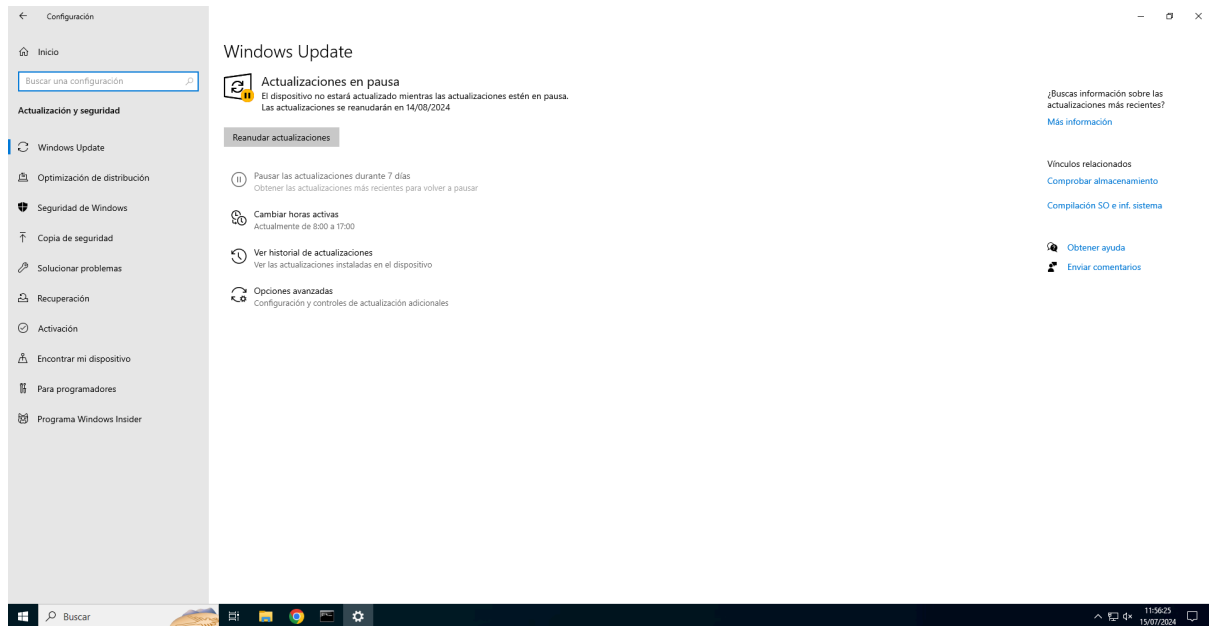 Configuración
Inicio
Buscar una configuración
Actualización y seguridad
Windows Update
Optimización de distribución
Seguridad de Windows
Copia de seguridad
Solucionar problemas
Recuperación
Activación
Encontrar mi dispositivo
Para programadores
Programa Windows Insider
Windows Update
Actualizaciones en pausa
El dispositivo no estará actualizado mientras las actualizaciones estén en pausa.
Las actualizaciones se reanudarán en 14/08/2024
Reanudar actualizaciones
Pausar las actualizaciones durante 7 días
Obtener las actualizaciones más recientes para volver a pausar
Cambiar horas activas
Actualmente de 8:00 a 17:00
Ver historial de actualizaciones
Ver las actualizaciones instaladas en el dispositivo
Opciones avanzadas
Configuración y controles de actualización adicionales
¿Buscas información sobre las
actualizaciones más recientes?
Más información
Vínculos relacionados
Comprobar almacenamiento
Compilación SO e inf. sistema
Obtener ayuda
Enviar comentarios
Buscar
11:56:25
15/07/2024